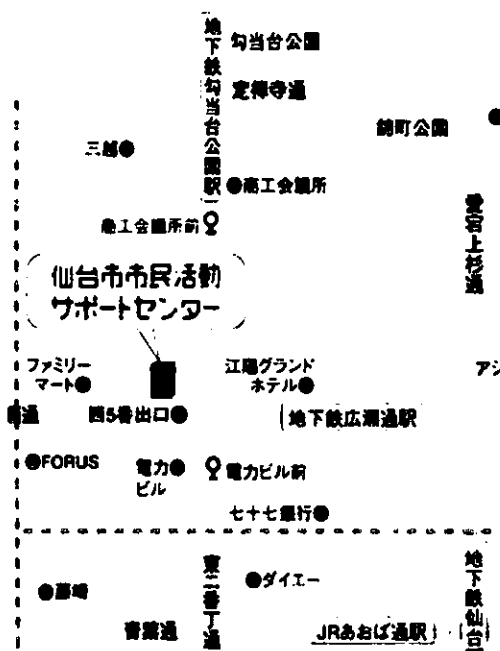 勾当台公園
地下鉄勾当台公園駅
定禅寺通
錦町公園
三越
商工会議所
商工会議所前
愛宕上杉通
仙台市市民活動
サポートセンター
ファミリー
マート
江陽グランド
ホテル
アジ
西5番出口
地下鉄広瀬通駅
FORUS
電力
ビル
電力ビル前
七十七銀行
藤崎
東二番丁通
ダイエー
地下鉄仙台
青葉通
JRあおば通駅